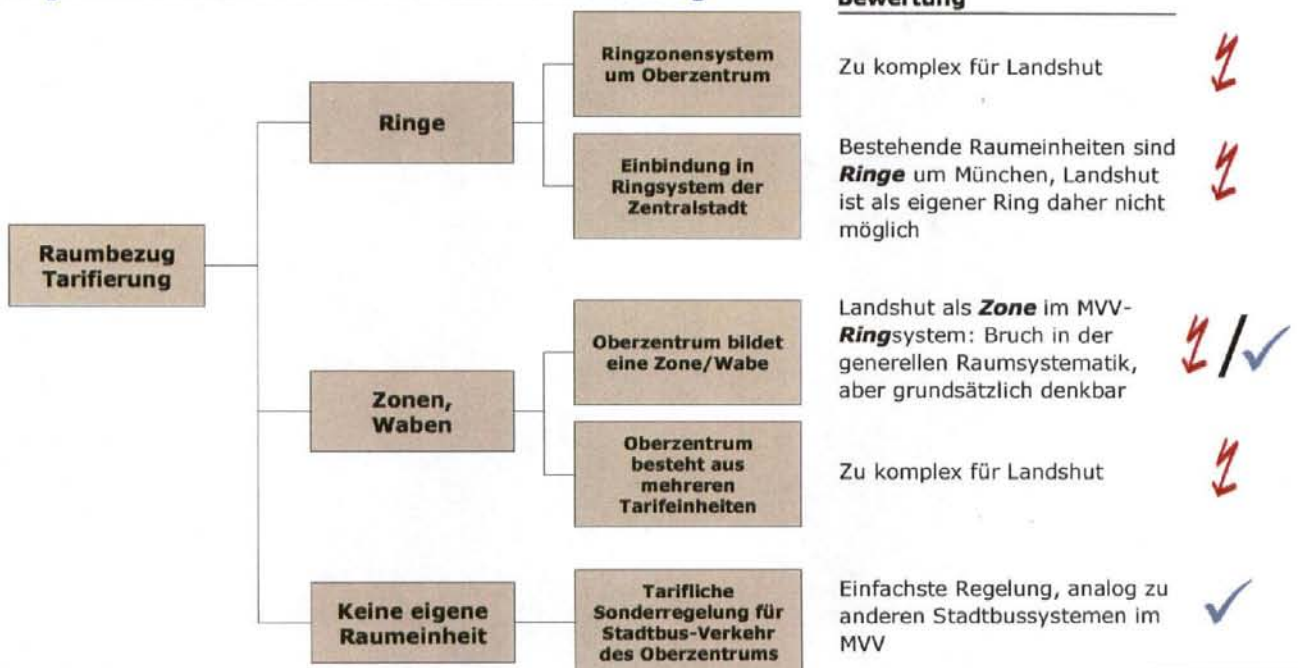 Bewertung
Ringzonensystem
um Oberzentrum
Zu komplex für Landshut
Ringe
Einbindung in
Ringsystem der
Zentralstadt
Bestehende Raumeinheiten sind
Ringe um München, Landshut
ist als eigener Ring daher nicht
möglich
Raumbezug
Tarifierung
Oberzentrum bildet
eine Zone/Wabe
Landshut als Zone im MVV-
Ringsystem: Bruch in der
generellen Raumsystematik,
aber grundsätzlich denkbar
/
Zonen,
Waben
Oberzentrum
besteht aus
mehreren
Tarifeinheiten
Zu komplex für Landshut
Keine eigene
Raumeinheit
Tarifliche
Sonderregelung für
Stadtbus-Verkehr
des Oberzentrums
Einfachste Regelung, analog zu
anderen Stadtbussystemen im
MVV